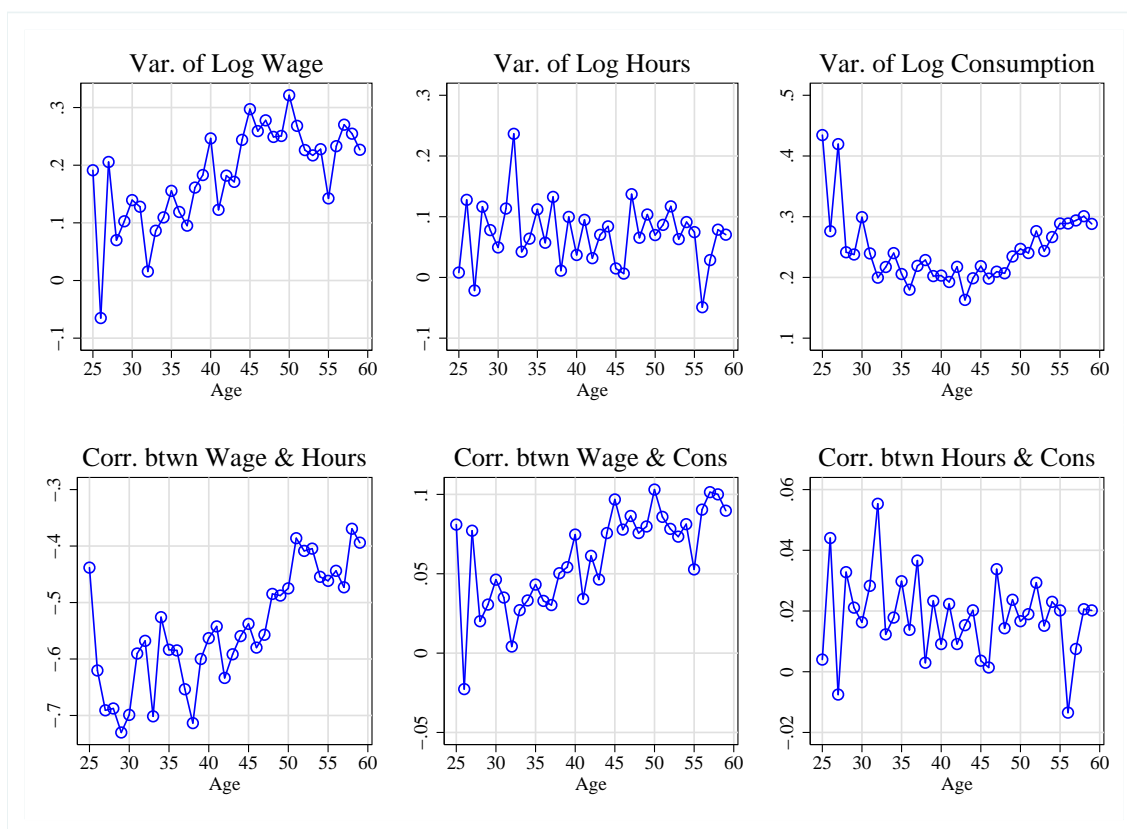 Var. of Log Wage
.3
.2
.1
0
-.1
25 30 35 40 45 50 55 60
Age
Var. of Log Hours
.3
.2
.1
0
-.1
25 30 35 40 45 50 55 60
Age
Var. of Log Consumption
.5
.4
.3
.2
.1
25 30 35 40 45 50 55 60
Age
Corr. btwn Wage & Hours
-.3
-.4
-.5
-.6
-.7
25 30 35 40 45 50 55 60
Age
Corr. btwn Wage & Cons
.1
.05
0
-.05
25 30 35 40 45 50 55 60
Age
Corr. btwn Hours & Cons
.06
.04
.02
0
-.02
25 30 35 40 45 50 55 60
Age